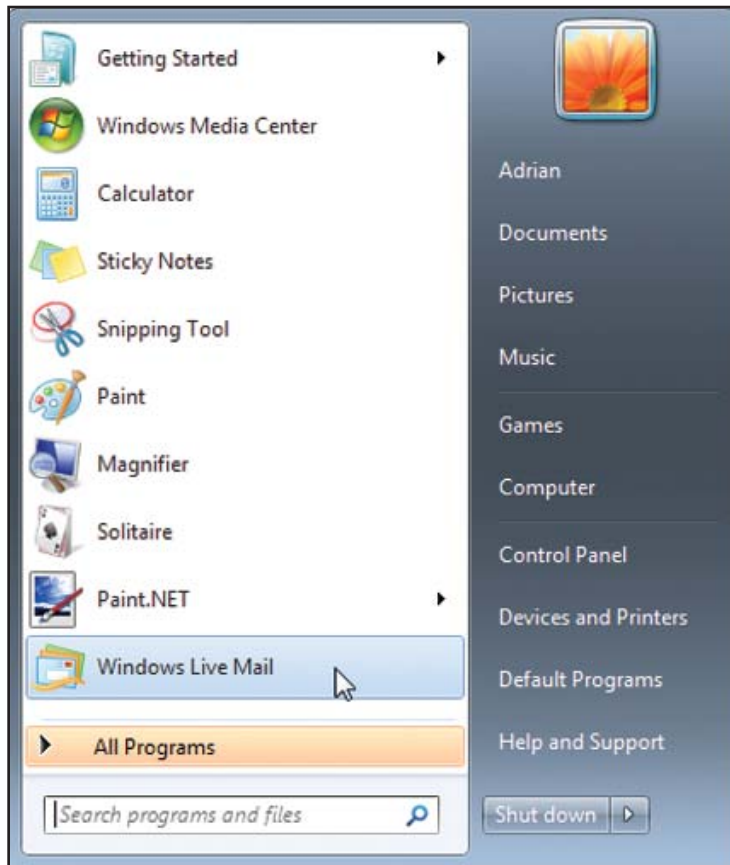 Getting Started
Windows Media Center
Calculator
Sticky Notes
Snipping Tool
Paint
Magnifier
Solitaire
Paint.NET
Windows Live Mail
All Programs
Search programs and files
Adrian
Documents
Pictures
Music
Games
Computer
Control Panel
Devices and Printers
Default Programs
Help and Support
Shut down